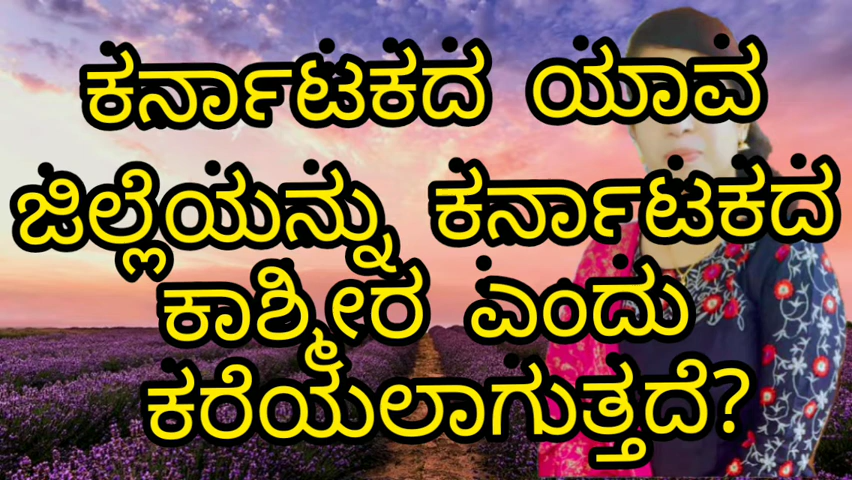 ಕರ್ನಾಟಕದ ಯಾವ
ಜಿಲ್ಲೆಯನ್ನು ಕರ್ನಾಟಕದ
ಕಾಶ್ಮೀರ ಎಂದು
ಕರೆಯಲಾಗುತ್ತದೆ?